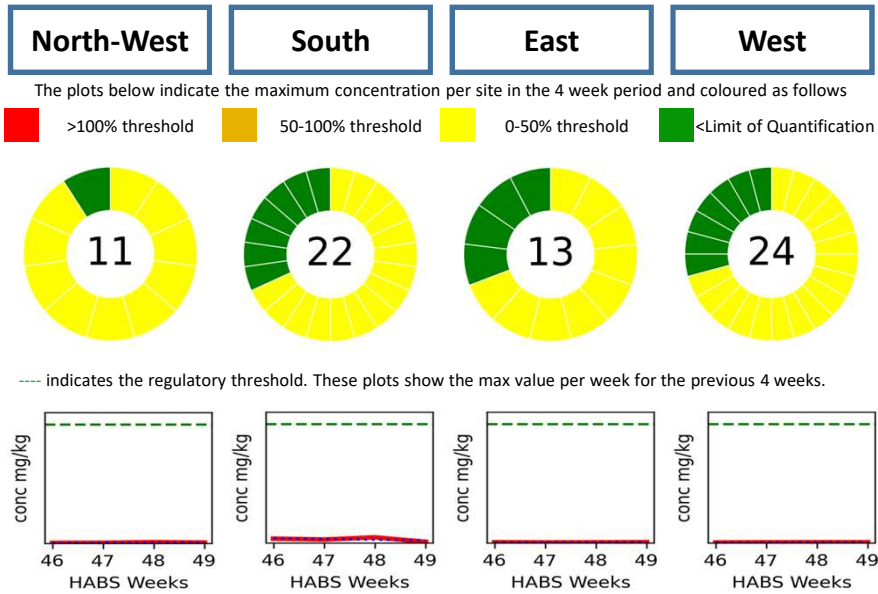 North-West South East West
The plots below indicate the maximum concentration per site in the 4 week period and coloured as follows
>100% threshold 50-100% threshold 0-50% threshold <Limit of Quantification
11 22 13 24
---- indicates the regulatory threshold. These plots show the max value per week for the previous 4 weeks.
conc mg/kg conc mg/kg conc mg/kg conc mg/kg
46 47 48 49 46 47 48 49 46 47 48 49 46 47 48 49
HABS Weeks HABS Weeks HABS Weeks HABS Weeks